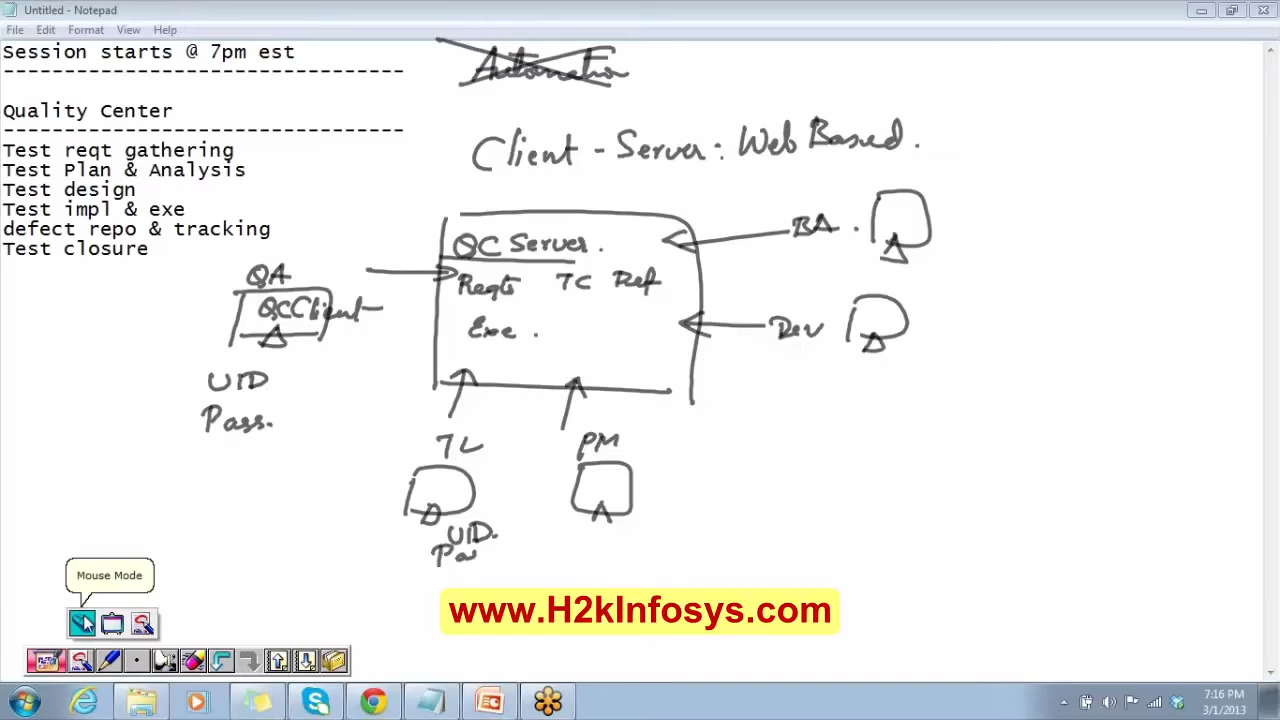 Untitled - Notepad
File Edit Format View Help
Session starts @ 7pm est
---------------------------------
Quality Center
---------------------------------
Test reqt gathering
Test Plan & Analysis
Test design
Test impl & exe
defect repo & tracking
Test closure
Automation
Client - Server : Web Based .
QC Server .
Reqts TC Def
Exe .
BA .
Dev
QA
QC Client
UID
Pass.
TL
UID.
Pas
PM
Mouse Mode
www.H2kInfosys.com
7:16 PM
3/1/2013